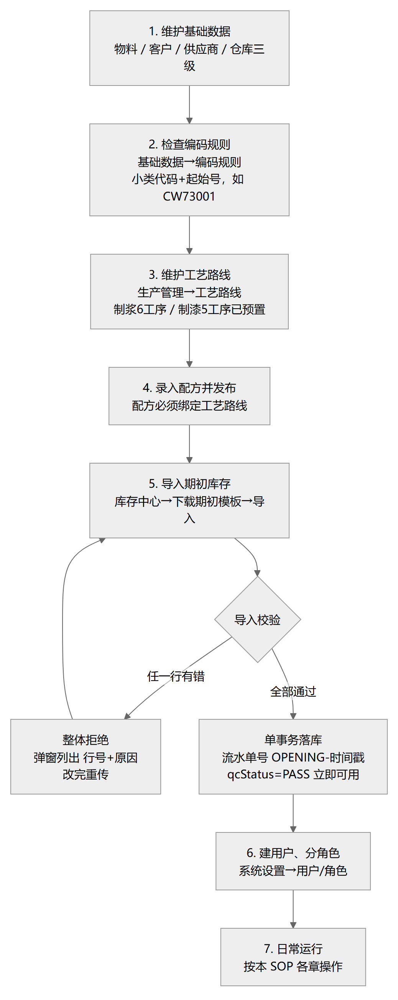 1. 维护基础数据
物料 / 客户 / 供应商 / 仓库三
级
2. 检查编码规则
基础数据→编码规则
小类代码+起始号，如
CW73001
3. 维护工艺路线
生产管理→工艺路线
制浆6工序 / 制漆5工序已预置
4. 录入配方并发布
配方必须绑定工艺路线
5. 导入期初库存
库存中心→下载期初模板→导
入
导入校验
任一行有错
全部通过
整体拒绝
弹窗列出 行号+原因
改完重传
单事务落库
流水单号 OPENING-时间戳
qcStatus=PASS 立即可用
6. 建用户、分角色
系统设置→用户/角色
7. 日常运行
按本 SOP 各章操作